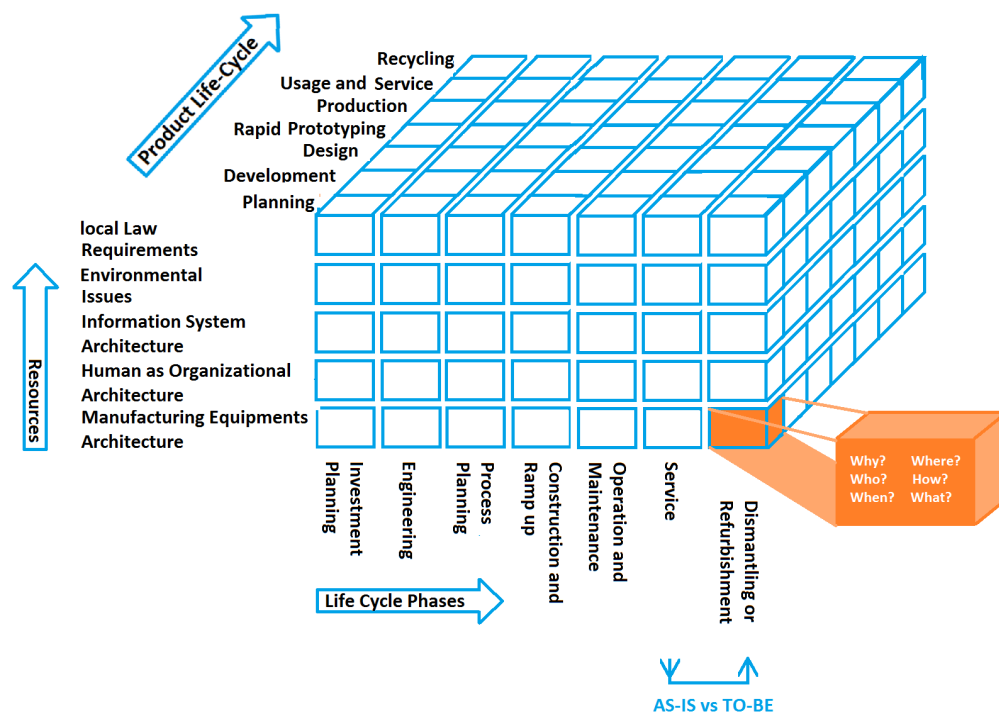 Product Life-Cycle
Recycling
Usage and Service
Production
Rapid Prototyping
Design
Development
Planning
local Law
Requirements
Environmental
Issues
Information System
Architecture
Human as Organizational
Architecture
Manufacturing Equipments
Architecture
Resources
Why? Where?
Who? How?
When? What?
Investment
Planning
Engineering
Process
Planning
Construction and
Ramp up
Operation and
Maintenance
Service
Dismantling or
Refurbishment
Life Cycle Phases
AS-IS vs TO-BE